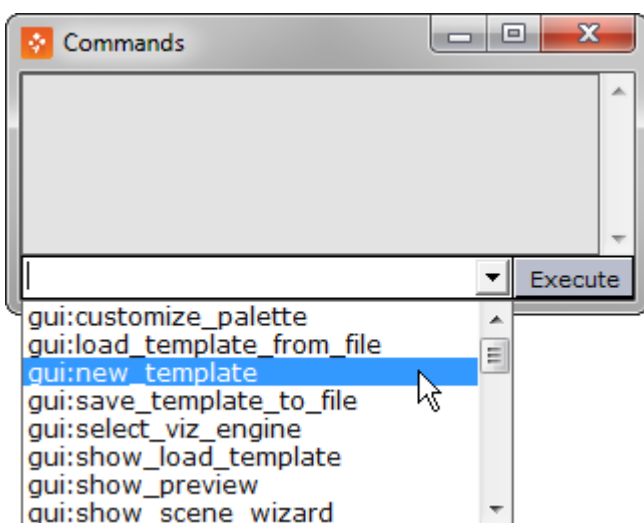 Commands
Execute
gui:customize_palette
gui:load_template_from_file
gui:new_template
gui:save_template_to_file
gui:select_viz_engine
gui:show_load_template
gui:show_preview
gui:show_scene_wizard